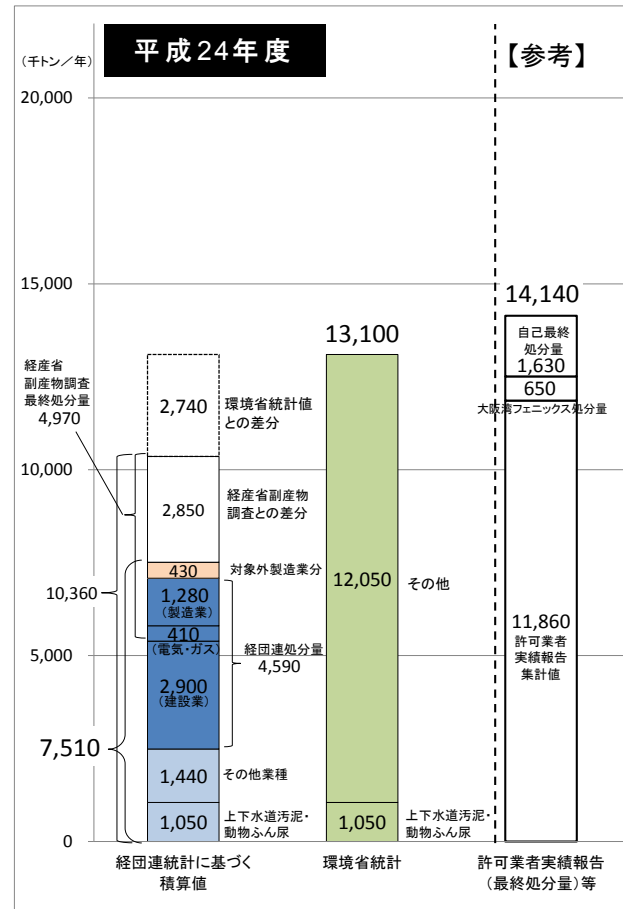 平成24年度
【参考】
（千トン／年）
20,000
15,000
10,000
5,000
0
経産省
副産物調査
最終処分量
4,970
10,360
7,510
2,740
環境省統計値
との差分
2,850
経産省副産物
調査との差分
430
対象外製造業分
1,280
(製造業)
410
(電気・ガス)
2,900
(建設業)
経団連処分量
4,590
1,440
その他業種
1,050
上下水道汚泥・
動物ふん尿
経団連統計に基づく
積算値
13,100
12,050
その他
1,050
上下水道汚泥・
動物ふん尿
環境省統計
14,140
自己最終
処分量
1,630
650
大阪湾フェニックス処分量
11,860
許可業者
実績報告
集計値
許可業者実績報告
（最終処分量）等